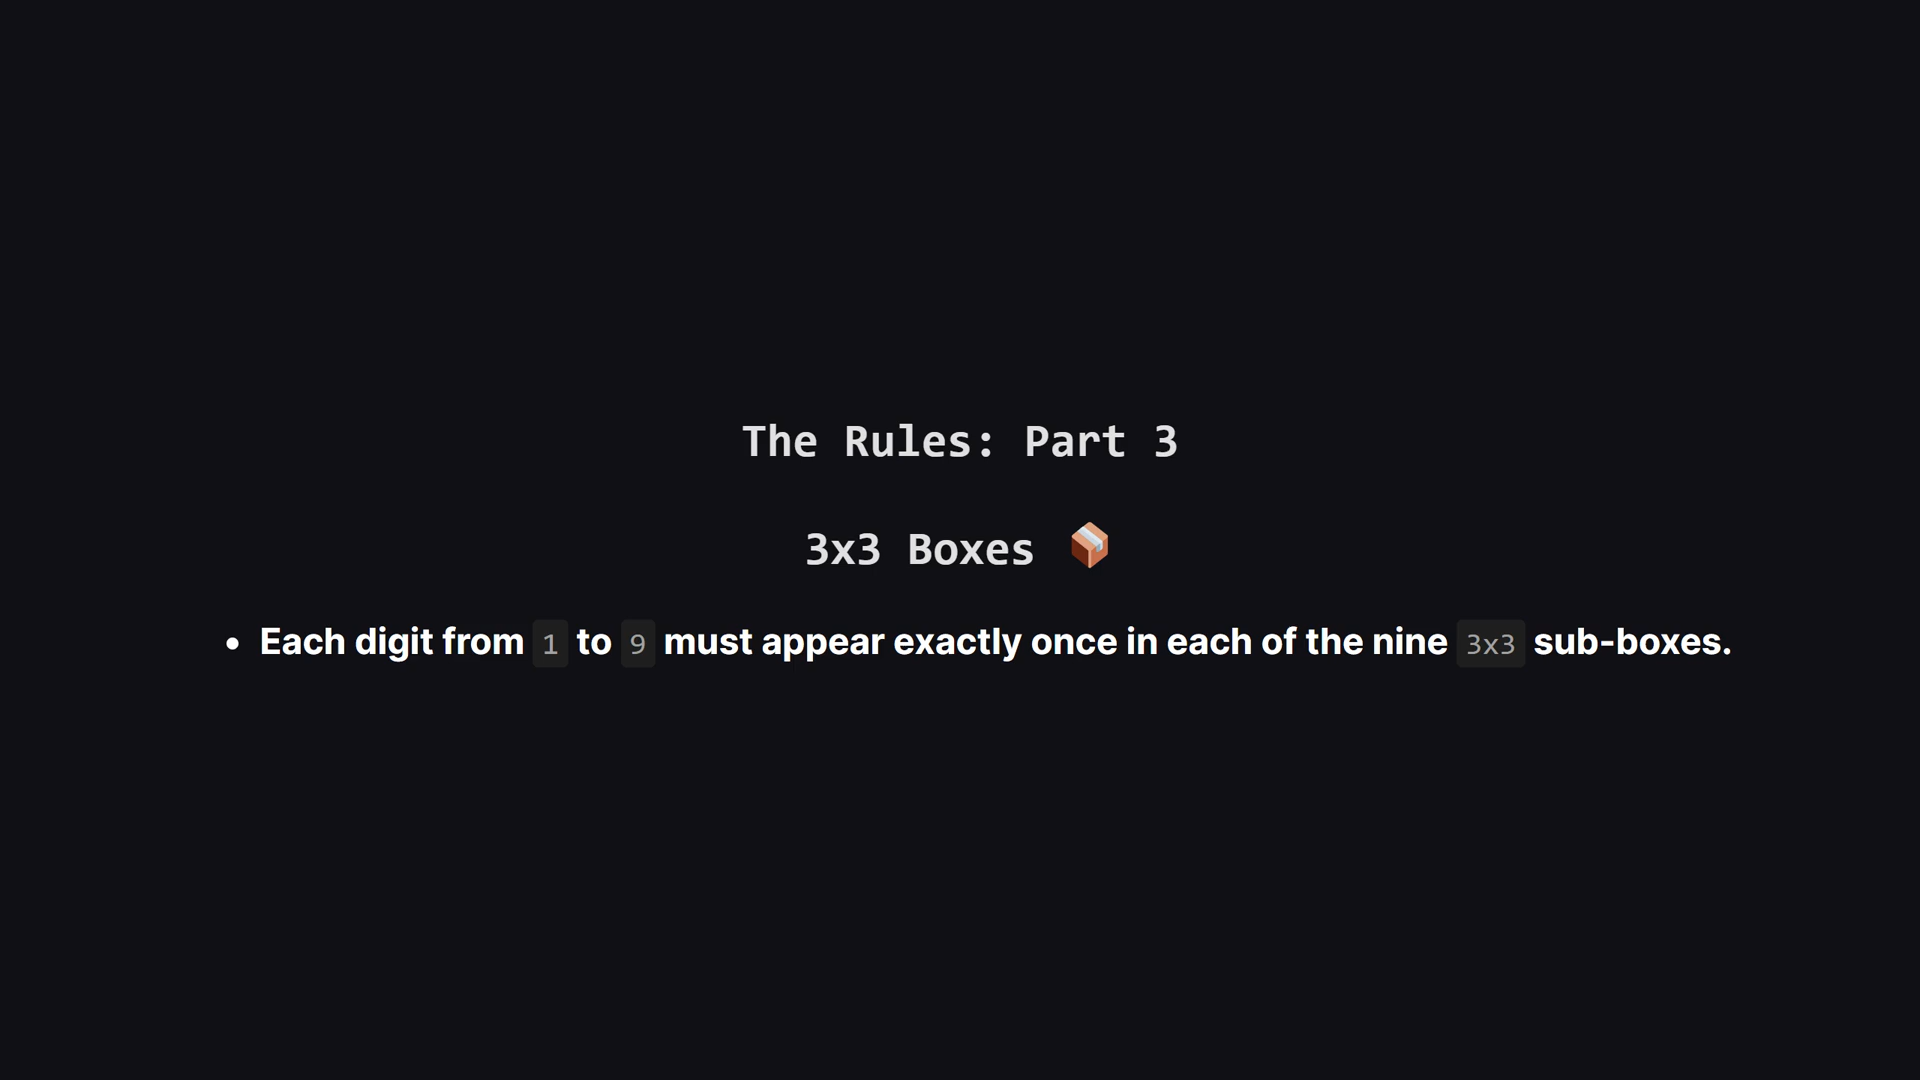 The Rules: Part 3
3x3 Boxes 📦
• Each digit from 1 to 9 must appear exactly once in each of the nine 3x3 sub-boxes.